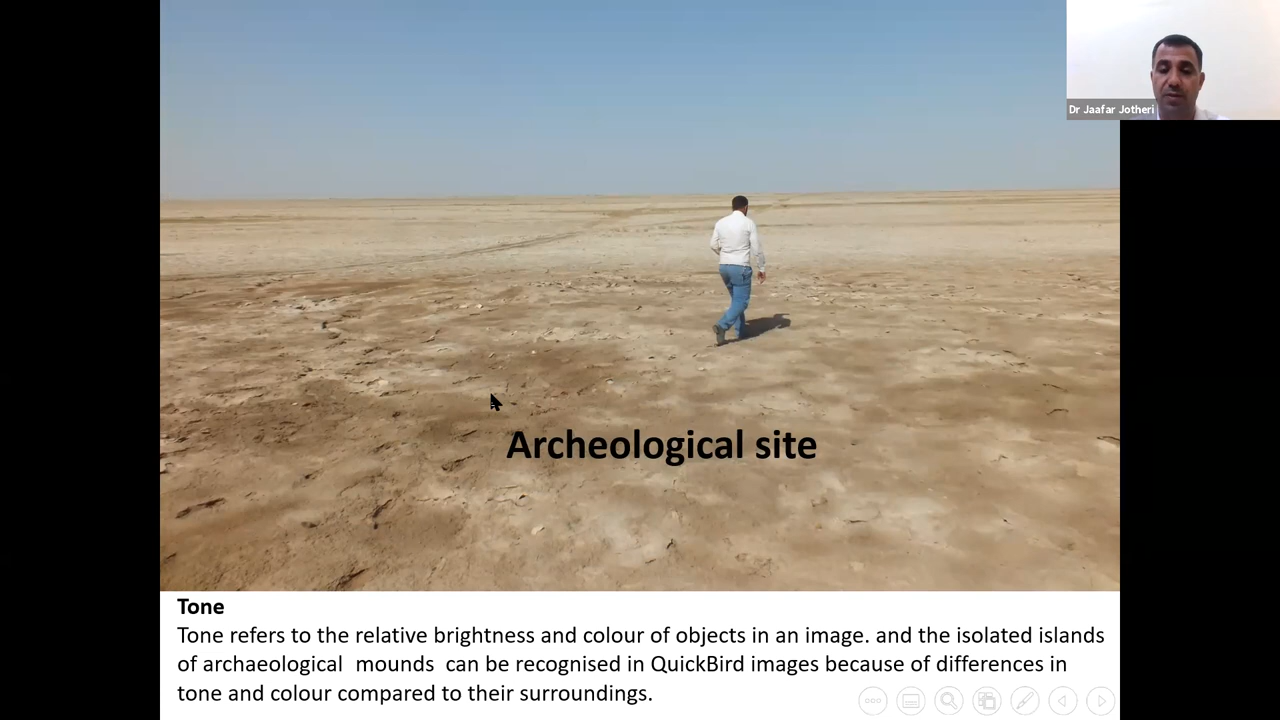 Dr Jaafar Jotheri
Archeological site
Tone
Tone refers to the relative brightness and colour of objects in an image. and the isolated islands
of archaeological mounds can be recognised in QuickBird images because of differences in
tone and colour compared to their surroundings.